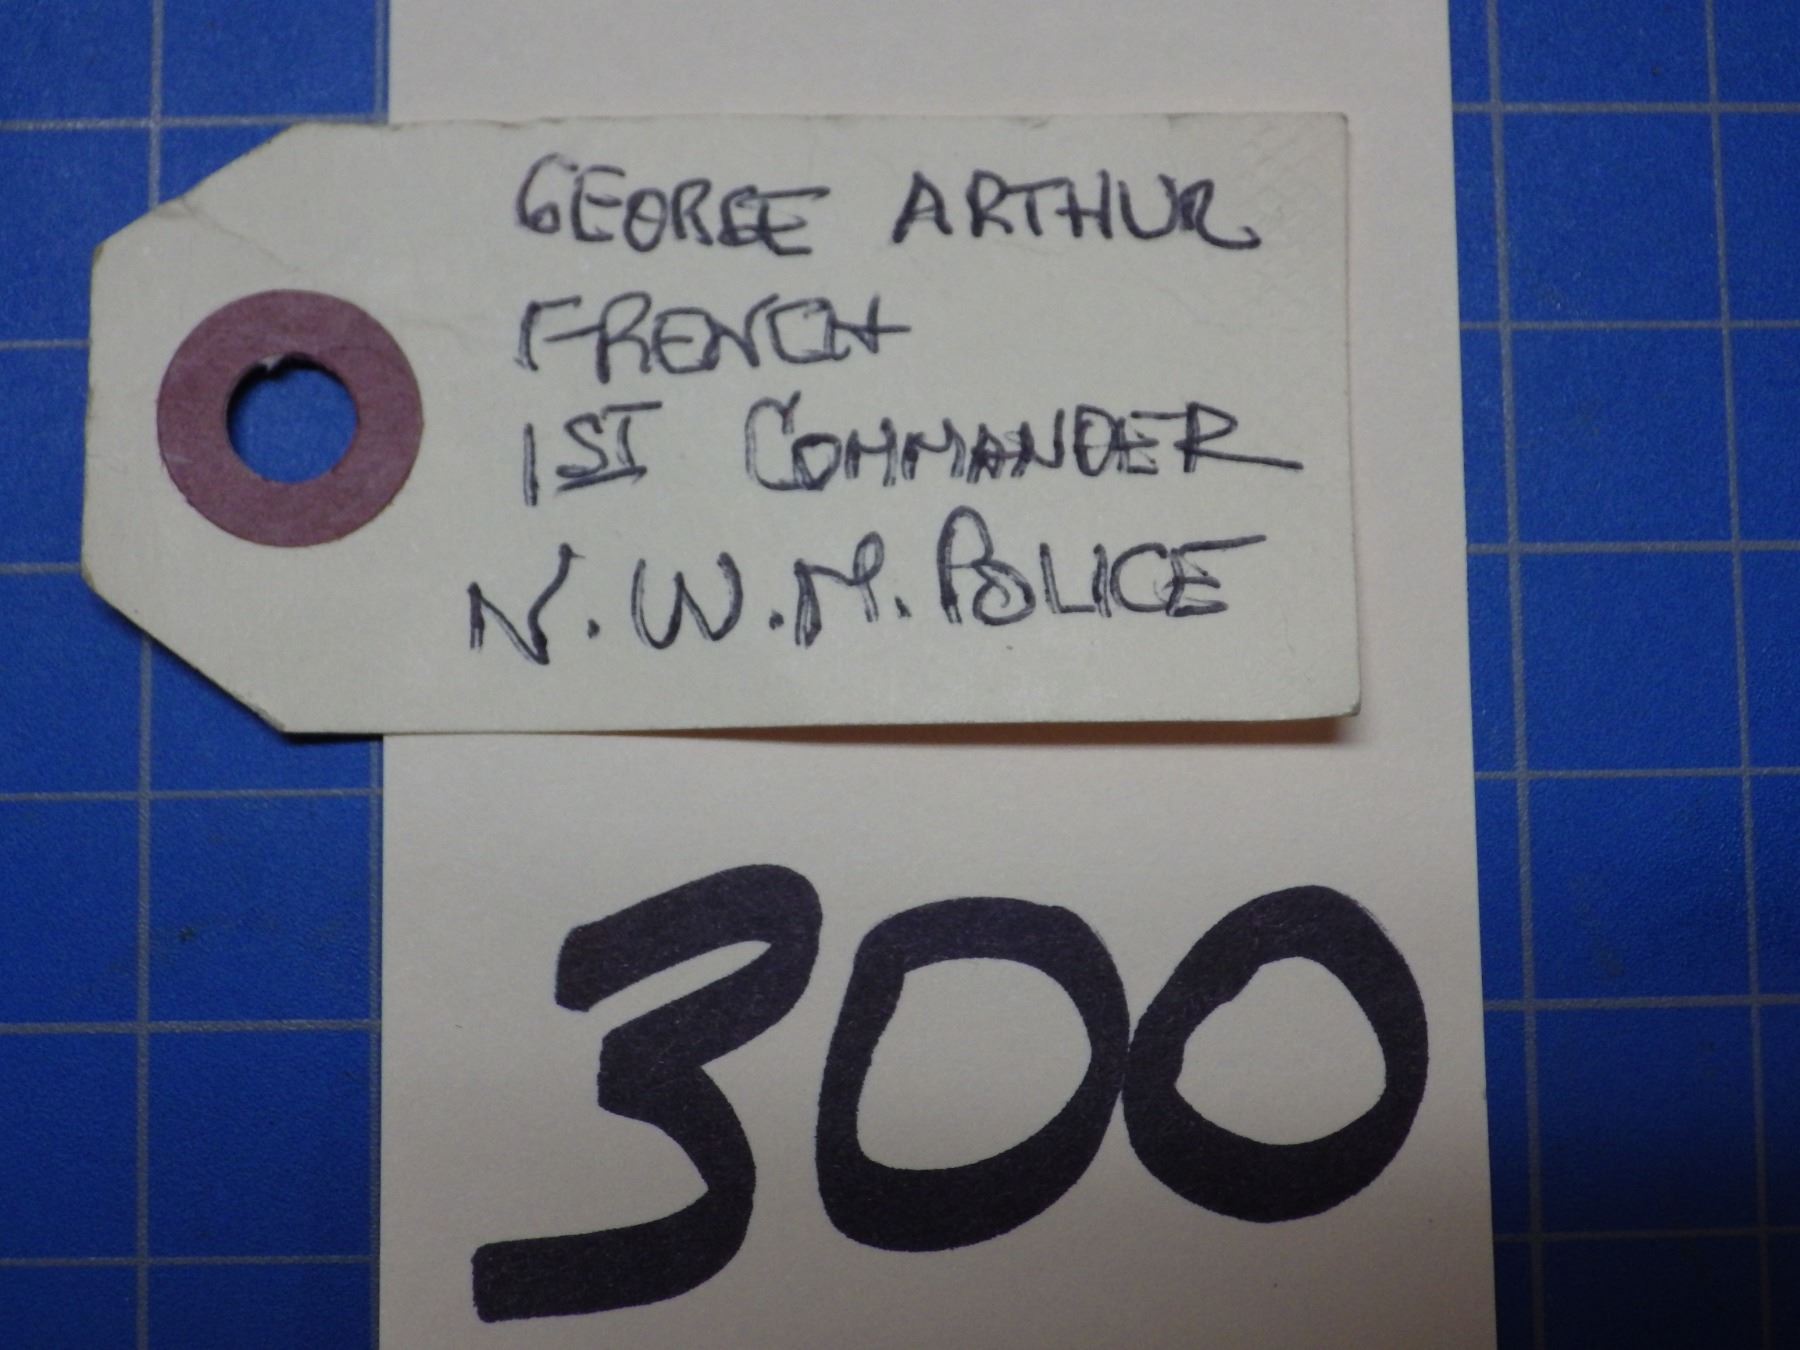 GEORGE ARTHUR
FRENCH
1ST COMMANDER
N.W.M. POLICE
300